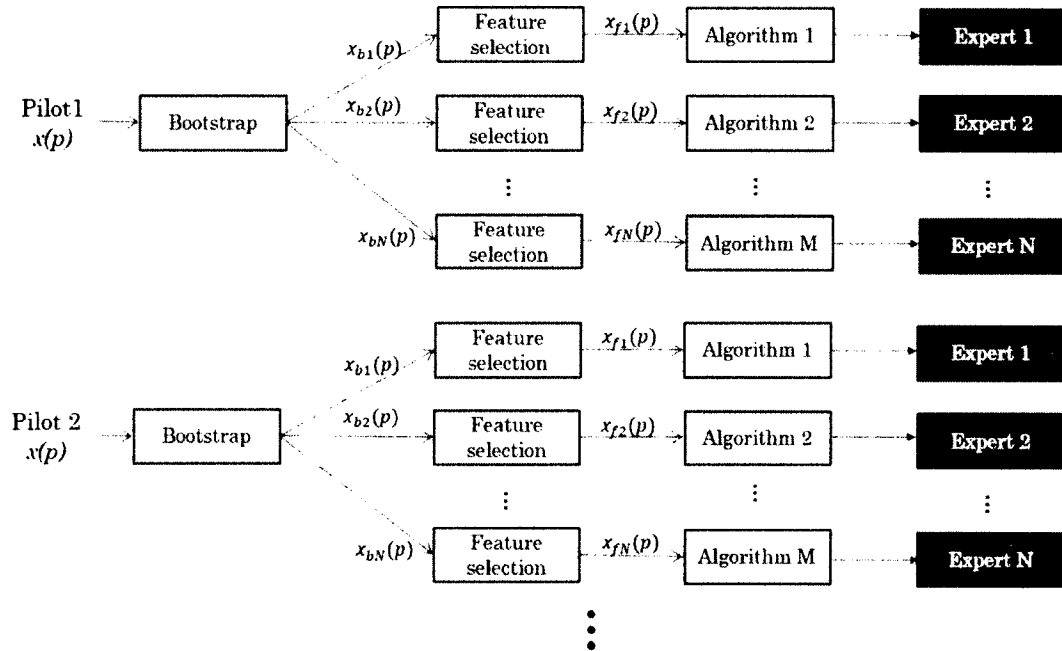 Feature
selection
x_{f1}(p)
Algorithm 1
Expert 1
x_{b1}(p)
Pilot1
x(p)
Bootstrap
x_{b2}(p)
Feature
selection
x_{f2}(p)
Algorithm 2
Expert 2
⋮ ⋮ ⋮
x_{bN}(p)
Feature
selection
x_{fN}(p)
Algorithm M
Expert N
Feature
selection
x_{f1}(p)
Algorithm 1
Expert 1
x_{b1}(p)
Pilot 2
x(p)
Bootstrap
x_{b2}(p)
Feature
selection
x_{f2}(p)
Algorithm 2
Expert 2
⋮ ⋮ ⋮
x_{bN}(p)
Feature
selection
x_{fN}(p)
Algorithm M
Expert N
⋮